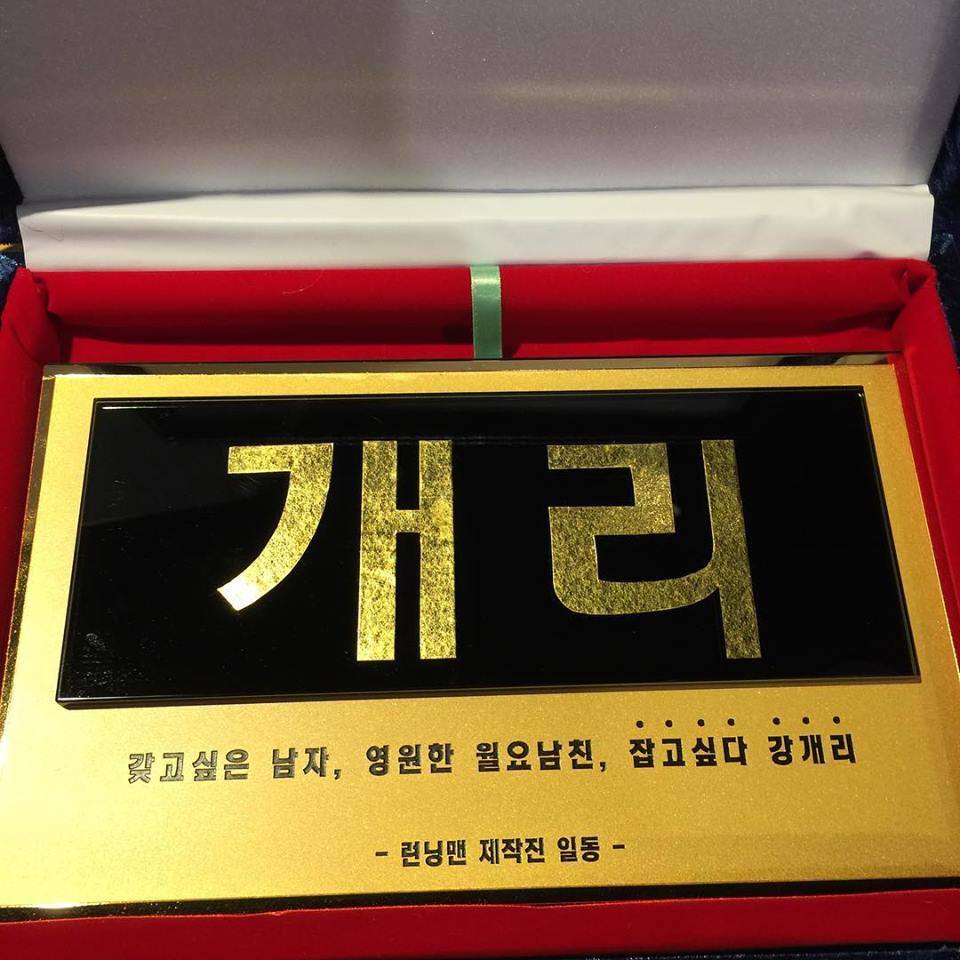 개리
갖고싶은 남자, 영원한 월요남친, 잡고싶다 강개리
- 런닝맨 제작진 일동 -